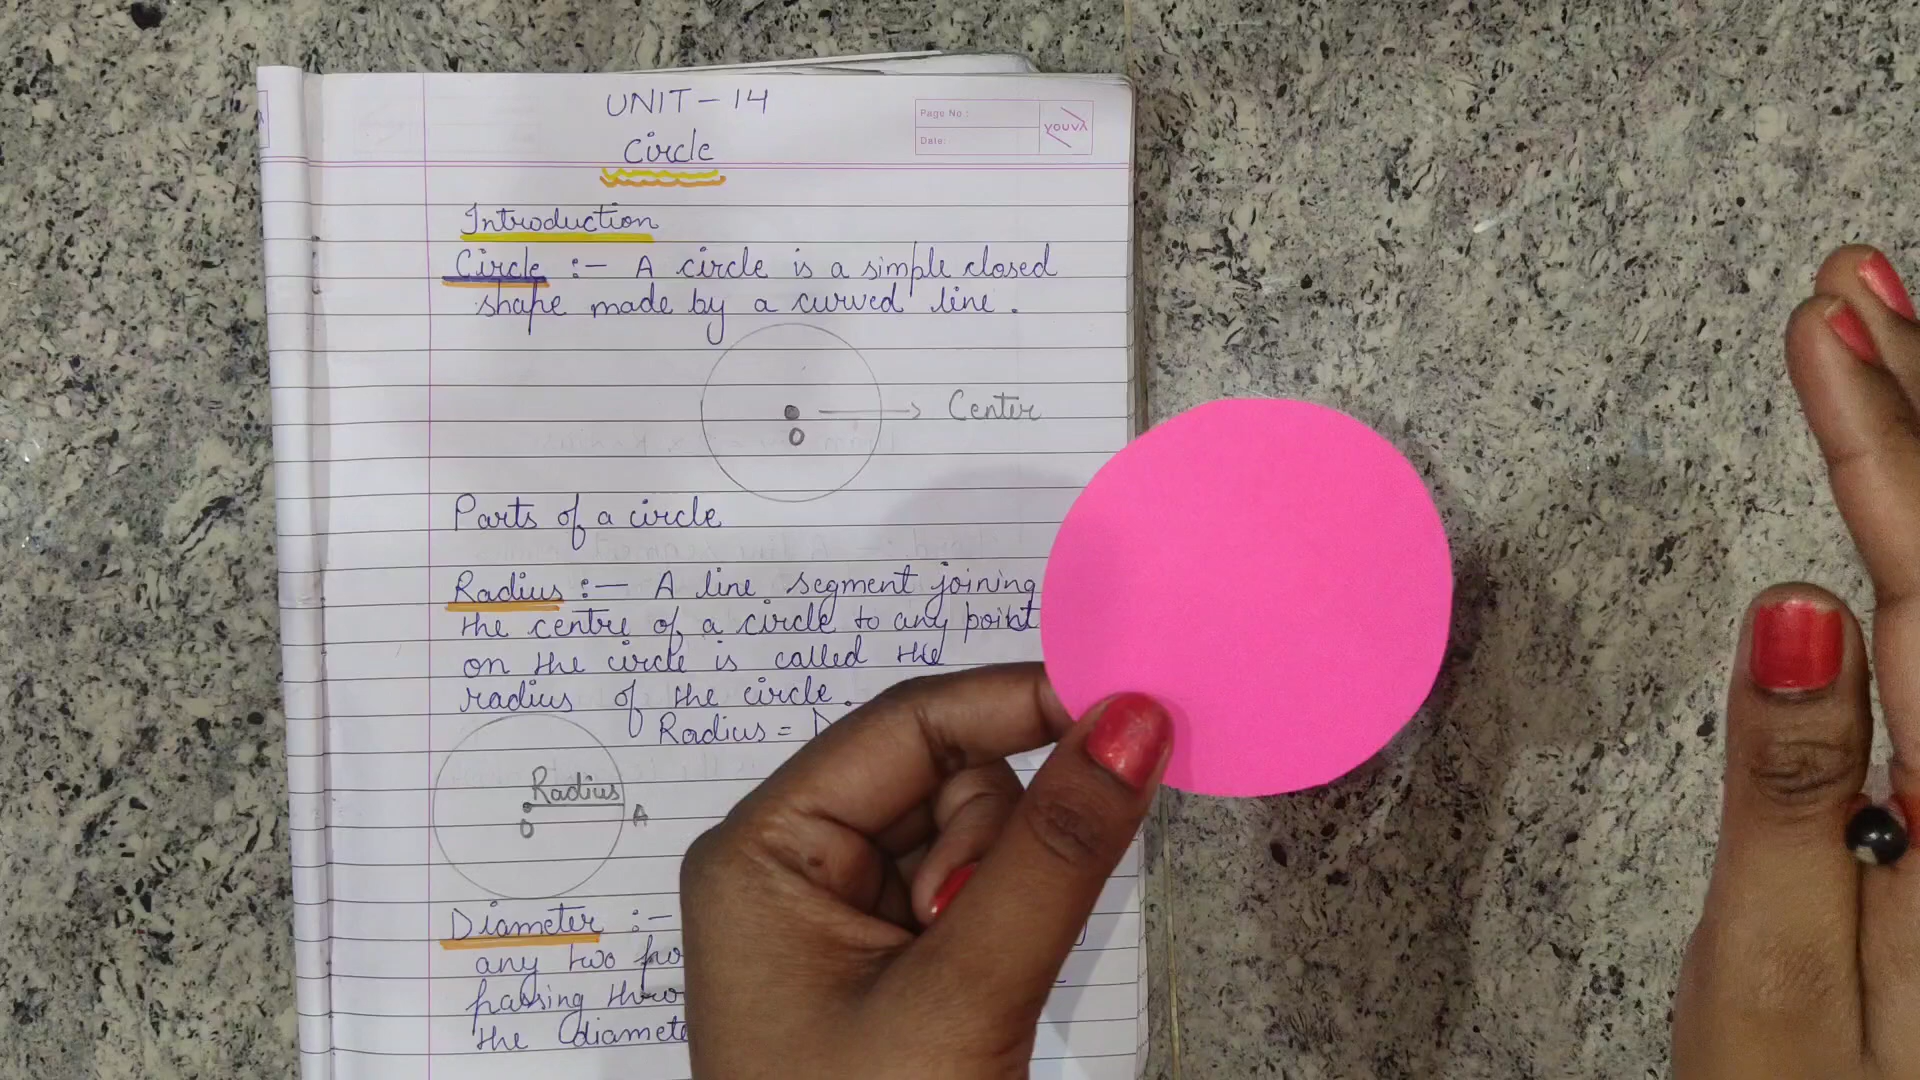 UNIT - 14
Circle
Page No :
Date:
YOUVA
Introduction
Circle :- A circle is a simple closed
shape made by a curved line.
Center
O
Parts of a circle
Radius :- A line segment joining
the centre of a circle to any point
on the circle is called the
radius of the circle.
Radius =
Radius
O A
Diameter :-
any two
passing
the